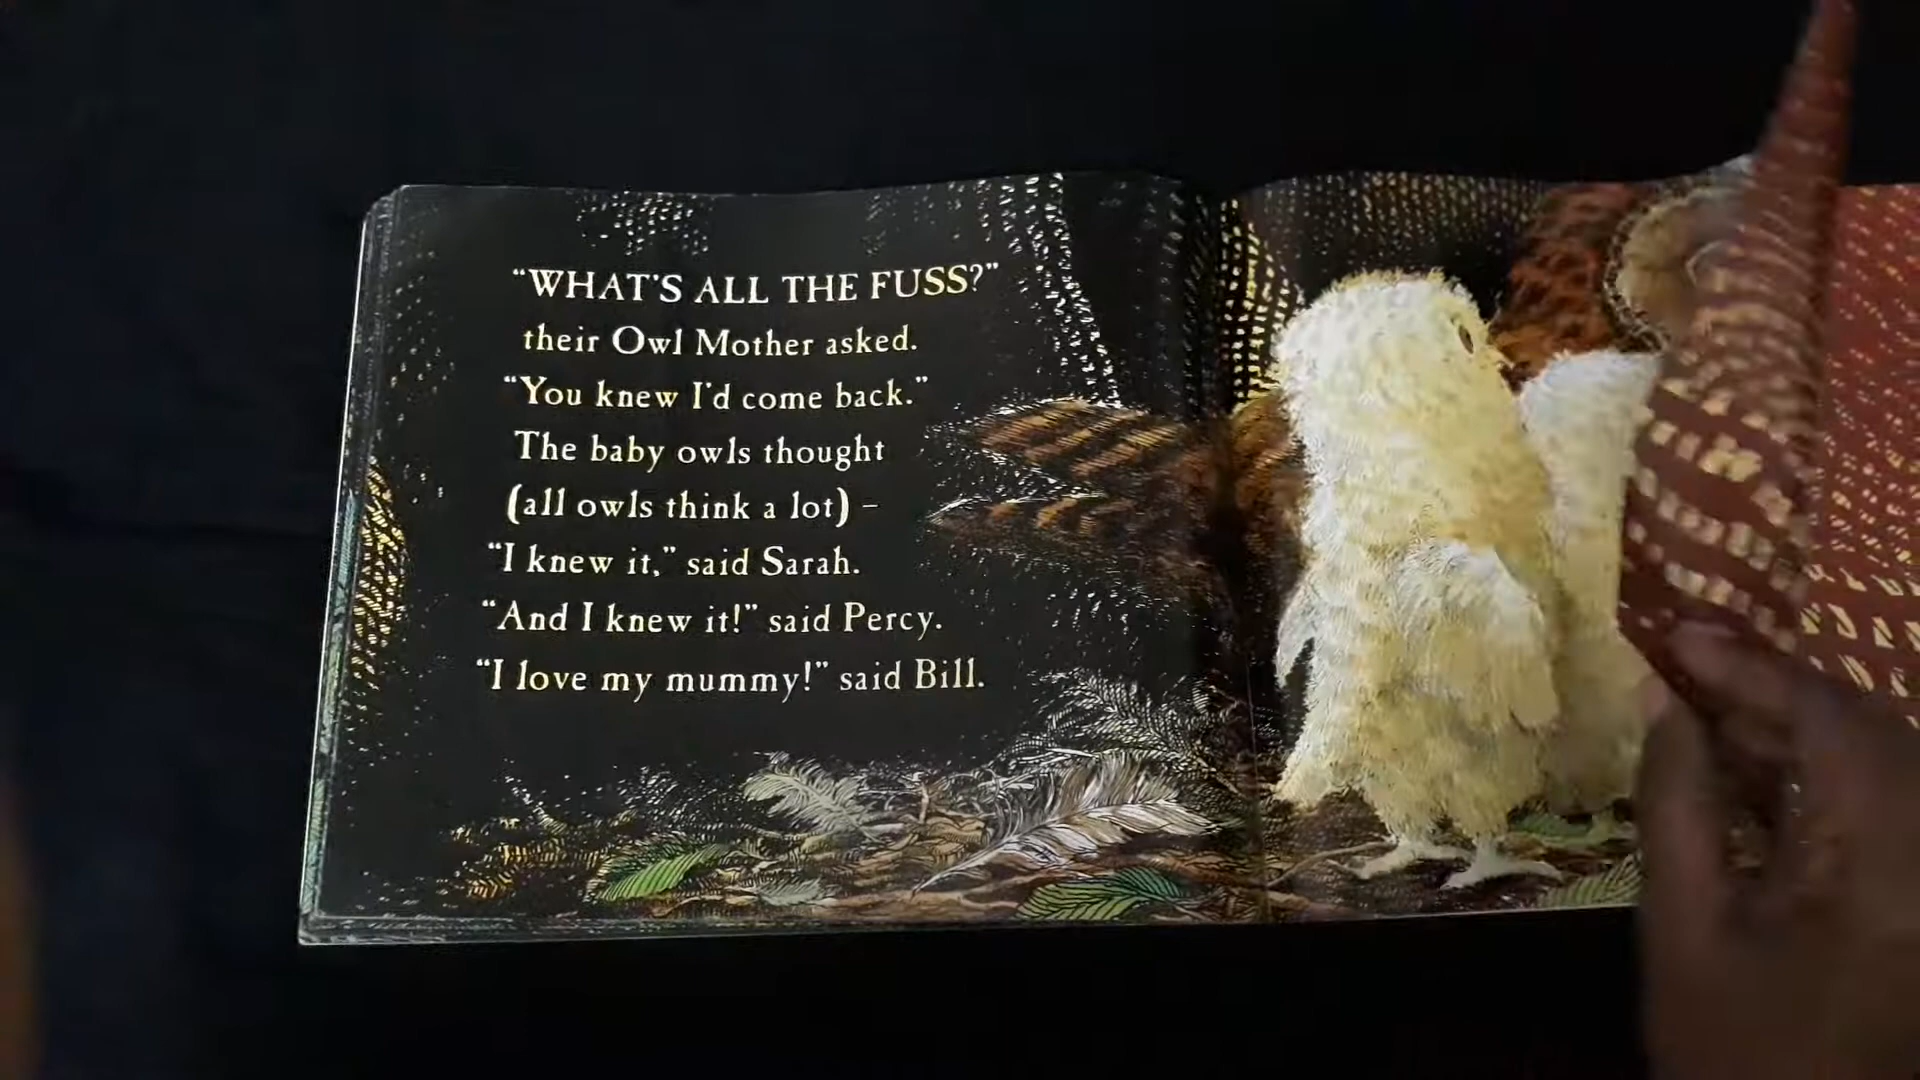 “WHAT'S ALL THE FUSS?”
their Owl Mother asked.
“You knew I'd come back.”
The baby owls thought
(all owls think a lot) –
“I knew it,” said Sarah.
“And I knew it!” said Percy.
“I love my mummy!” said Bill.